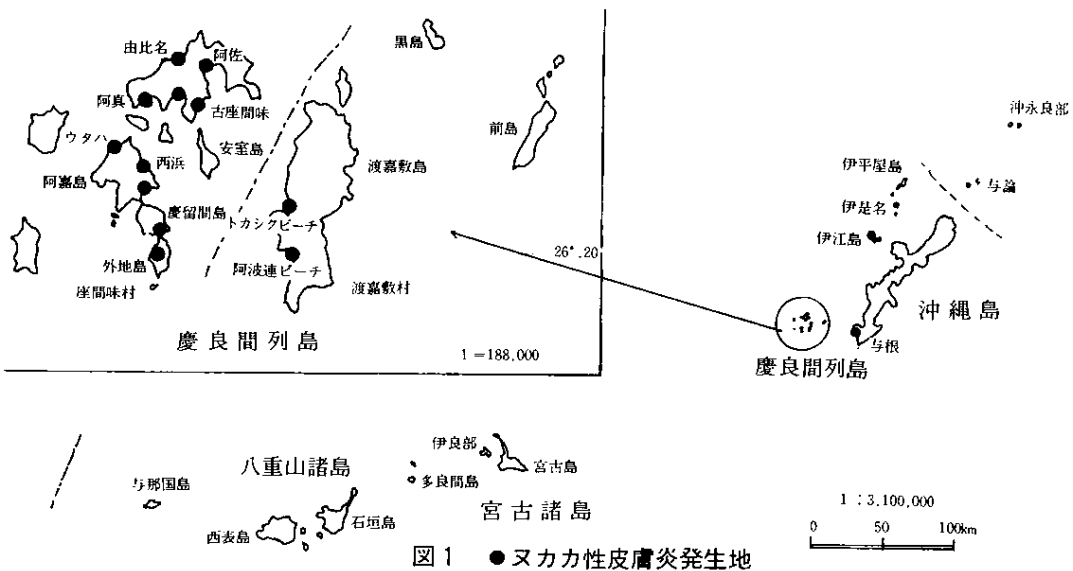 由比名
阿佐
黒島
阿真
古座間味
ウタハ
西浜
安室島
前島
渡嘉敷島
阿嘉島
慶留間島
トカシクビーチ
26°.20
外地島
阿波連ビーチ
座間味村
渡嘉敷村
慶良間列島
1=188,000
沖永良部
伊平屋島
与論
伊是名
伊江島
沖縄島
与根
慶良間列島
伊良部
八重山諸島
宮古島
与那国島
多良間島
石垣島
西表島
宮古諸島
1:3,100,000
0 50 100km
図1 ●ヌカカ性皮膚炎発生地